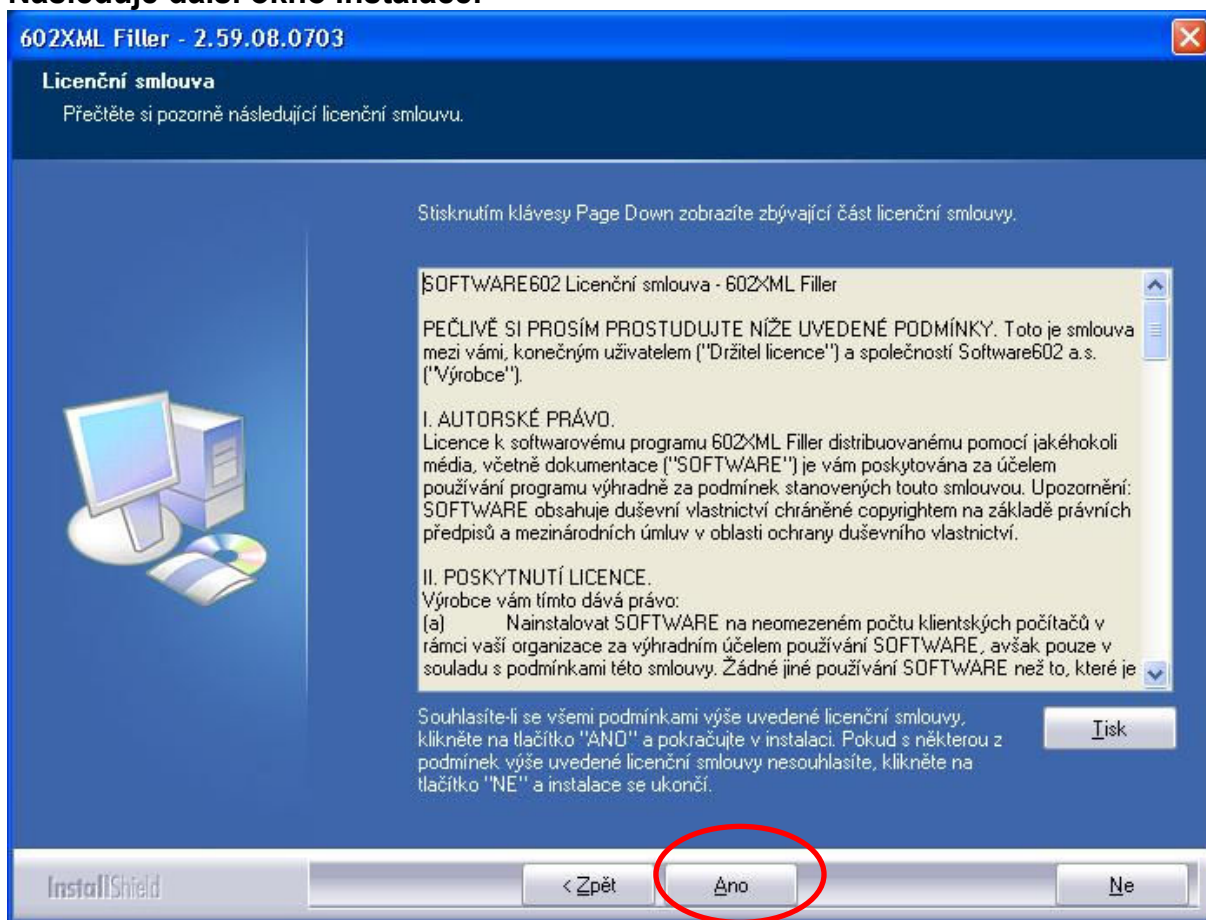 Následuje další okno instalace.
602XML Filler - 2.59.08.0703
Licenční smlouva
Přečtěte si pozorně následující licenční smlouvu.
Stisknutím klávesy Page Down zobrazíte zbývající část licenční smlouvy.
SOFTWARE602 Licenční smlouva - 602XML Filler
PEČLIVĚ SI PROSÍM PROSTUDUJTE NÍŽE UVEDENÉ PODMÍNKY. Toto je smlouva
mezi vámi, konečným uživatelem ("Držitel licence") a společností Software602 a.s.
("Výrobce").
I. AUTORSKÉ PRÁVO.
Licence k softwarovému programu 602XML Filler distribuovanému pomocí jakéhokoli
média, včetně dokumentace ("SOFTWARE") je vám poskytována za účelem
používání programu výhradně za podmínek stanovených touto smlouvou. Upozornění:
SOFTWARE obsahuje duševní vlastnictví chráněné copyrightem na základě právních
předpisů a mezinárodních úmluv v oblasti ochrany duševního vlastnictví.
II. POSKYTNUTÍ LICENCE.
Výrobce vám tímto dává právo:
(a) Nainstalovat SOFTWARE na neomezeném počtu klientských počítačů v
rámci vaší organizace za výhradním účelem používání SOFTWARE, avšak pouze v
souladu s podmínkami této smlouvy. Žádné jiné používání SOFTWARE než to, které je
Souhlasíte-li se všemi podmínkami výše uvedené licenční smlouvy,
klikněte na tlačítko "ANO" a pokračujte v instalaci. Pokud s některou z
podmínek výše uvedené licenční smlouvy nesouhlasíte, klikněte na
tlačítko "NE" a instalace se ukončí.
Tisk
InstallShield
< Zpět
Ano
Ne